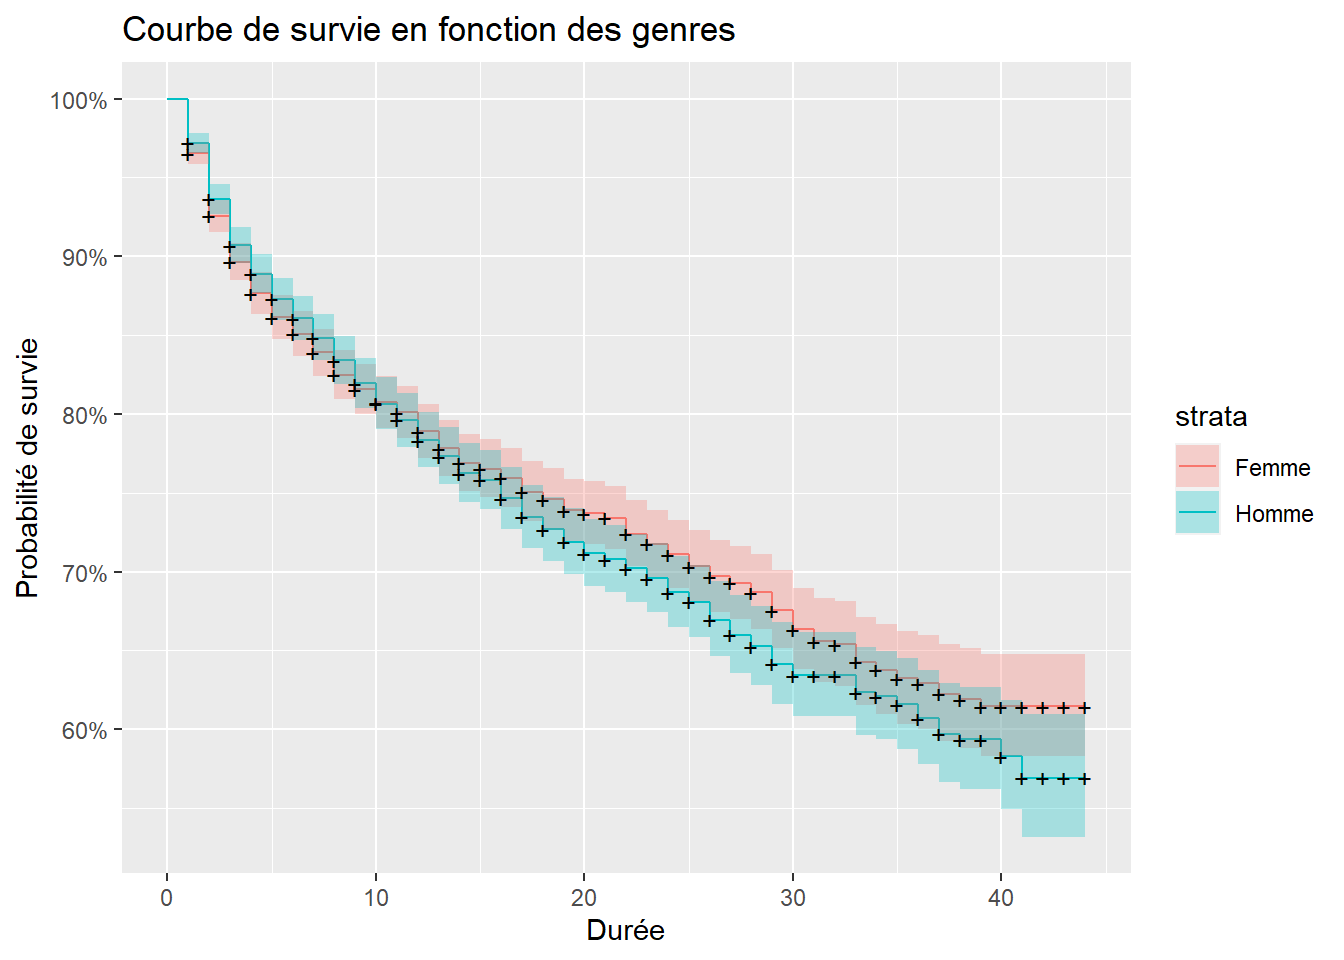 Courbe de survie en fonction des genres
Probabilité de survie
100%
90%
80%
70%
60%
0
10
20
30
40
Durée
strata
Femme
Homme